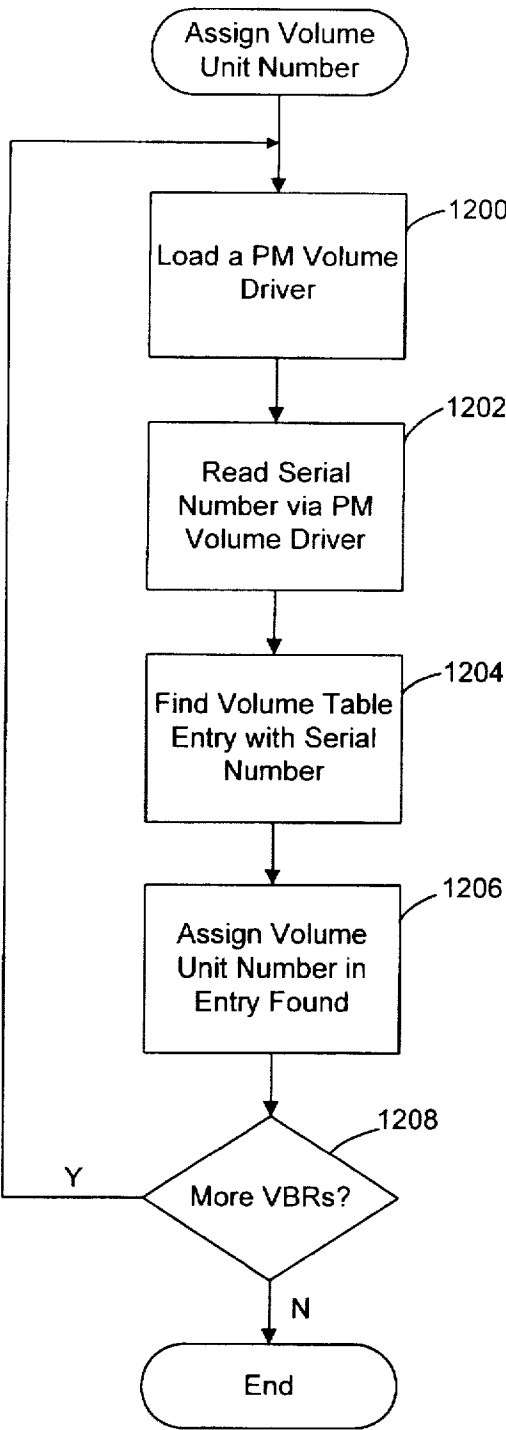 Assign Volume
Unit Number
1200
Load a PM Volume
Driver
1202
Read Serial
Number via PM
Volume Driver
1204
Find Volume Table
Entry with Serial
Number
1206
Assign Volume
Unit Number in
Entry Found
1208
Y
More VBRs?
N
End